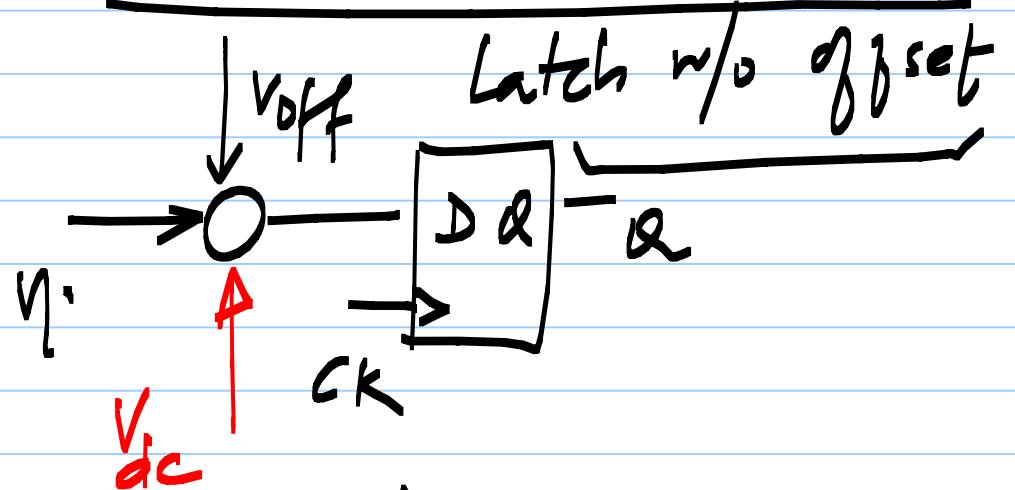 Latch w/o offset
Voff
D Q
Q
η.
CK
Vdc